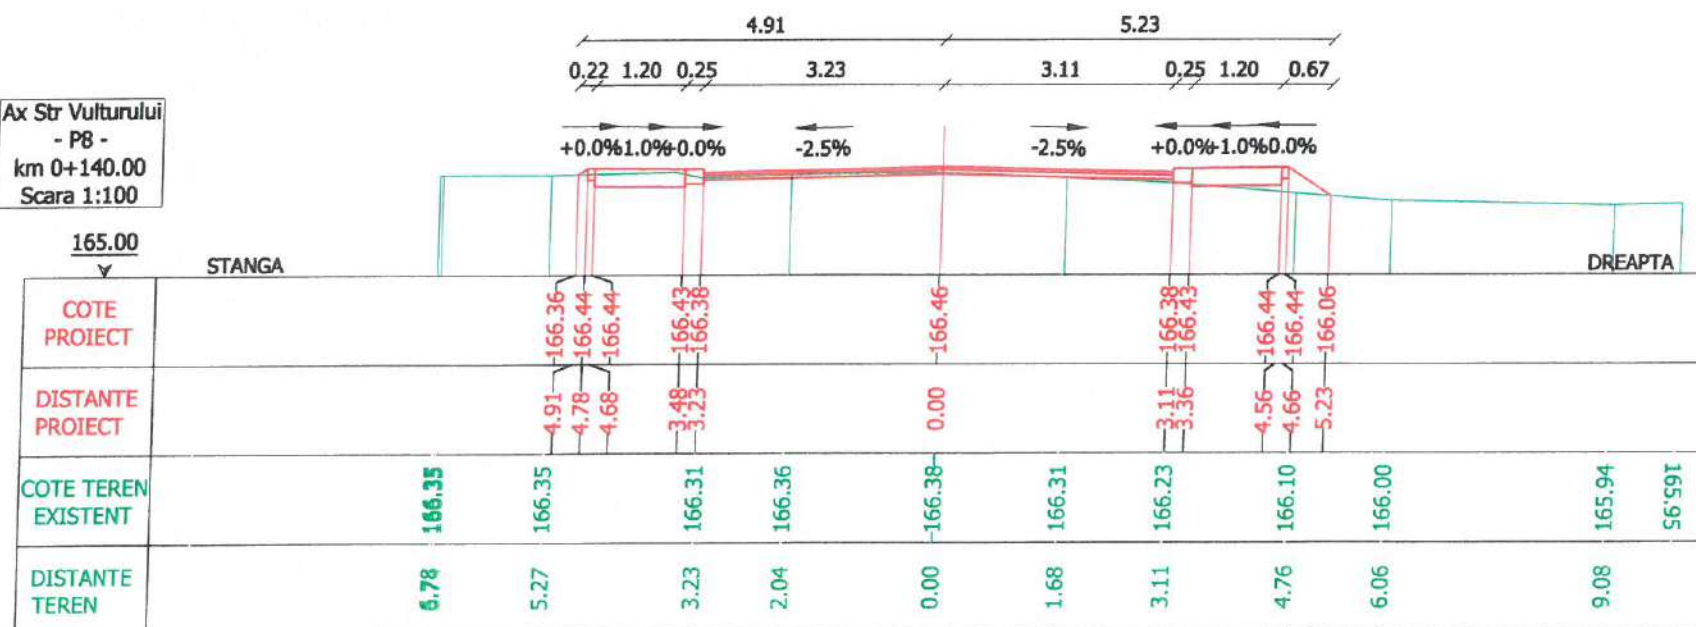 4.91 5.23
0.22 1.20 0.25 3.23 3.11 0.25 1.20 0.67
Ax Str Vulturului
- P8 -
km 0+140.00
Scara 1:100
+0.0% 1.0% +0.0% -2.5% -2.5% +0.0% +1.0% 0.0%
165.00
STANGA DREAPTA
COTE
PROIECT
166.36 166.44 166.44 166.43 166.38 166.46 166.38 166.43 166.44 166.44 166.06
DISTANTE
PROIECT
4.91 4.78 4.68 3.48 3.23 0.00 3.11 3.36 4.56 4.66 5.23
COTE TEREN
EXISTENT
166.35 166.31 166.36 166.38 166.31 166.23 166.10 166.00 165.94 165.95
DISTANTE
TEREN
5.27 3.23 2.04 0.00 1.68 3.11 4.76 6.06 9.08